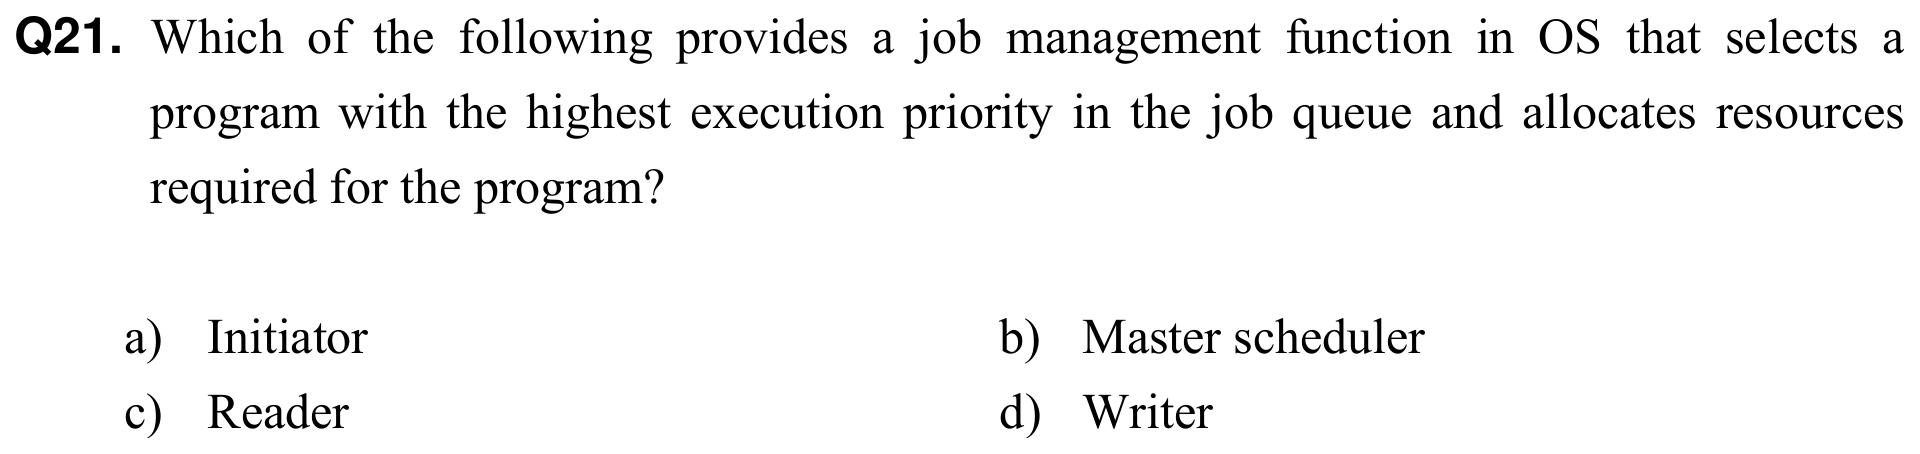 Q21. Which of the following provides a job management function in OS that selects a
program with the highest execution priority in the job queue and allocates resources
required for the program?
a) Initiator b) Master scheduler
c) Reader d) Writer